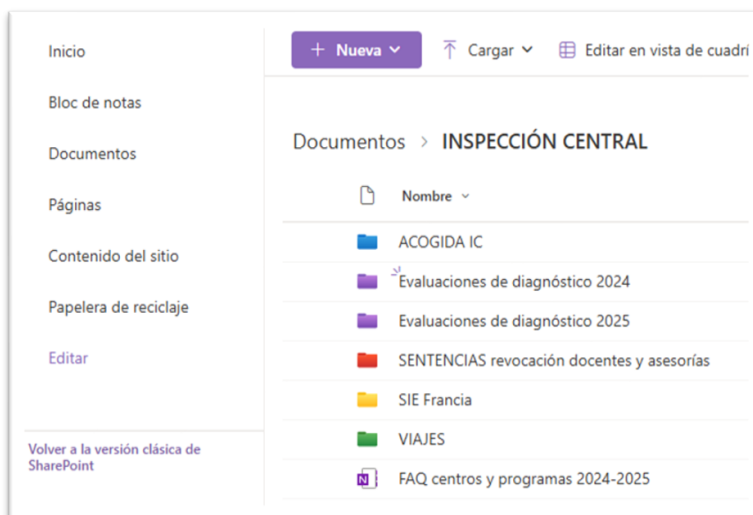 Inicio
Bloc de notas
Documentos
Páginas
Contenido del sitio
Papelera de reciclaje
Editar
Volver a la versión clásica de
SharePoint
+ Nueva
Cargar
Editar en vista de cuadrí
Documentos > INSPECCIÓN CENTRAL
Nombre
ACOGIDA IC
Evaluaciones de diagnóstico 2024
Evaluaciones de diagnóstico 2025
SENTENCIAS revocación docentes y asesorías
SIE Francia
VIAJES
N
FAQ centros y programas 2024-2025